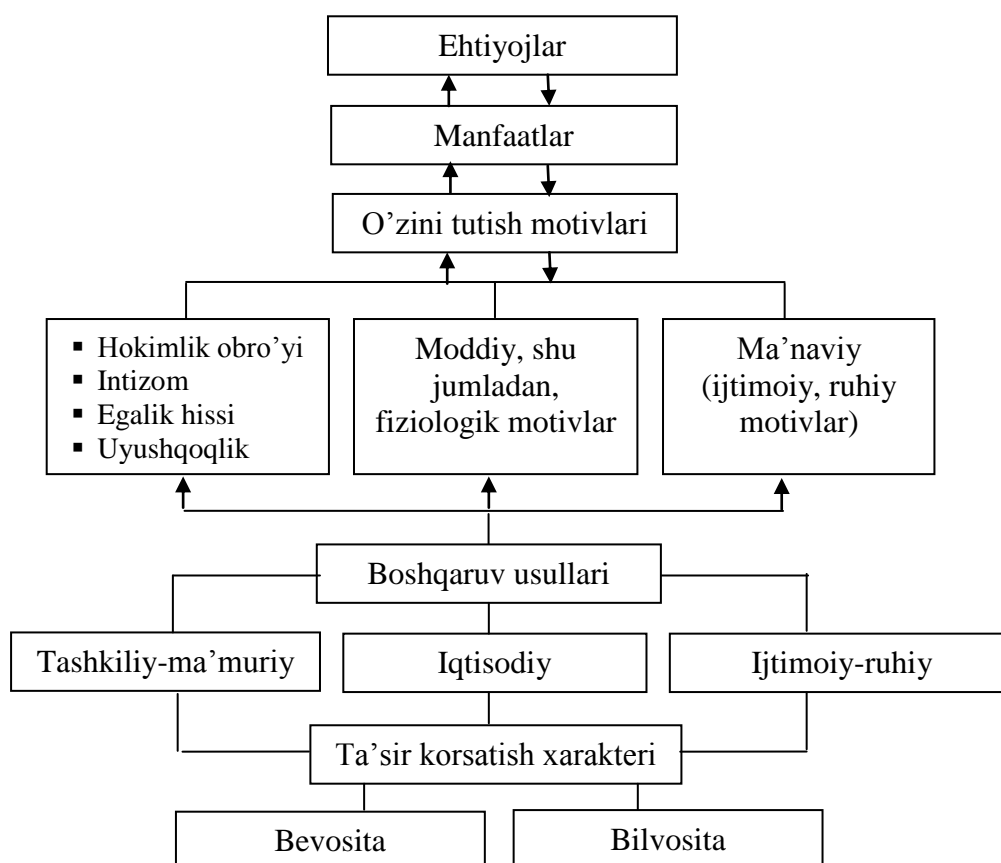 Ehtiyojlar
Manfaatlar
O’zini tutish motivlari
▪ Hokimlik obro’yi
▪ Intizom
▪ Egalik hissi
▪ Uyushqoqlik
Moddiy, shu
jumladan,
fiziologik motivlar
Ma’naviy
(ijtimoiy, ruhiy
motivlar)
Boshqaruv usullari
Tashkiliy-ma’muriy
Iqtisodiy
Ijtimoiy-ruhiy
Ta’sir korsatish xarakteri
Bevosita
Bilvosita